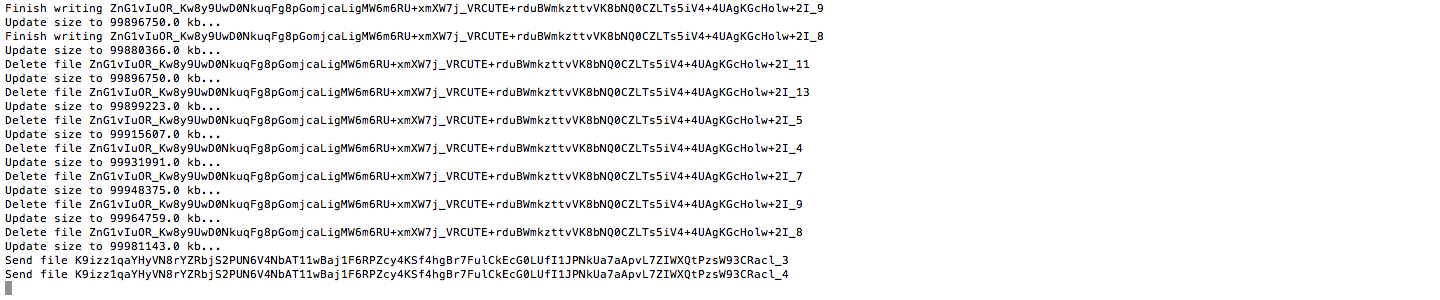 Finish writing ZnG1vIuOR_Kw8y9UwD0NkuqFg8pGomjcaLigMW6m6RU+xmXW7j_VRCUTE+rduBWmkzttvVK8bNQ0CZLTs5iV4+4UAgKGcHolw+2I_9
Update size to 99896750.0 kb...
Finish writing ZnG1vIuOR_Kw8y9UwD0NkuqFg8pGomjcaLigMW6m6RU+xmXW7j_VRCUTE+rduBWmkzttvVK8bNQ0CZLTs5iV4+4UAgKGcHolw+2I_8
Update size to 99880366.0 kb...
Delete file ZnG1vIuOR_Kw8y9UwD0NkuqFg8pGomjcaLigMW6m6RU+xmXW7j_VRCUTE+rduBWmkzttvVK8bNQ0CZLTs5iV4+4UAgKGcHolw+2I_11
Update size to 99896750.0 kb...
Delete file ZnG1vIuOR_Kw8y9UwD0NkuqFg8pGomjcaLigMW6m6RU+xmXW7j_VRCUTE+rduBWmkzttvVK8bNQ0CZLTs5iV4+4UAgKGcHolw+2I_13
Update size to 99899223.0 kb...
Delete file ZnG1vIuOR_Kw8y9UwD0NkuqFg8pGomjcaLigMW6m6RU+xmXW7j_VRCUTE+rduBWmkzttvVK8bNQ0CZLTs5iV4+4UAgKGcHolw+2I_5
Update size to 99915607.0 kb...
Delete file ZnG1vIuOR_Kw8y9UwD0NkuqFg8pGomjcaLigMW6m6RU+xmXW7j_VRCUTE+rduBWmkzttvVK8bNQ0CZLTs5iV4+4UAgKGcHolw+2I_4
Update size to 99931991.0 kb...
Delete file ZnG1vIuOR_Kw8y9UwD0NkuqFg8pGomjcaLigMW6m6RU+xmXW7j_VRCUTE+rduBWmkzttvVK8bNQ0CZLTs5iV4+4UAgKGcHolw+2I_7
Update size to 99948375.0 kb...
Delete file ZnG1vIuOR_Kw8y9UwD0NkuqFg8pGomjcaLigMW6m6RU+xmXW7j_VRCUTE+rduBWmkzttvVK8bNQ0CZLTs5iV4+4UAgKGcHolw+2I_9
Update size to 99964759.0 kb...
Delete file ZnG1vIuOR_Kw8y9UwD0NkuqFg8pGomjcaLigMW6m6RU+xmXW7j_VRCUTE+rduBWmkzttvVK8bNQ0CZLTs5iV4+4UAgKGcHolw+2I_8
Update size to 99981143.0 kb...
Send file K9izz1qaYHyVN8rYZRbjS2PUN6V4NbAT11wBaj1F6RPZcy4KSf4hgBr7FulCkEcG0LUfI1JPNkUa7aApvL7ZIWXQtPzsW93CRacl_3
Send file K9izz1qaYHyVN8rYZRbjS2PUN6V4NbAT11wBaj1F6RPZcy4KSf4hgBr7FulCkEcG0LUfI1JPNkUa7aApvL7ZIWXQtPzsW93CRacl_4